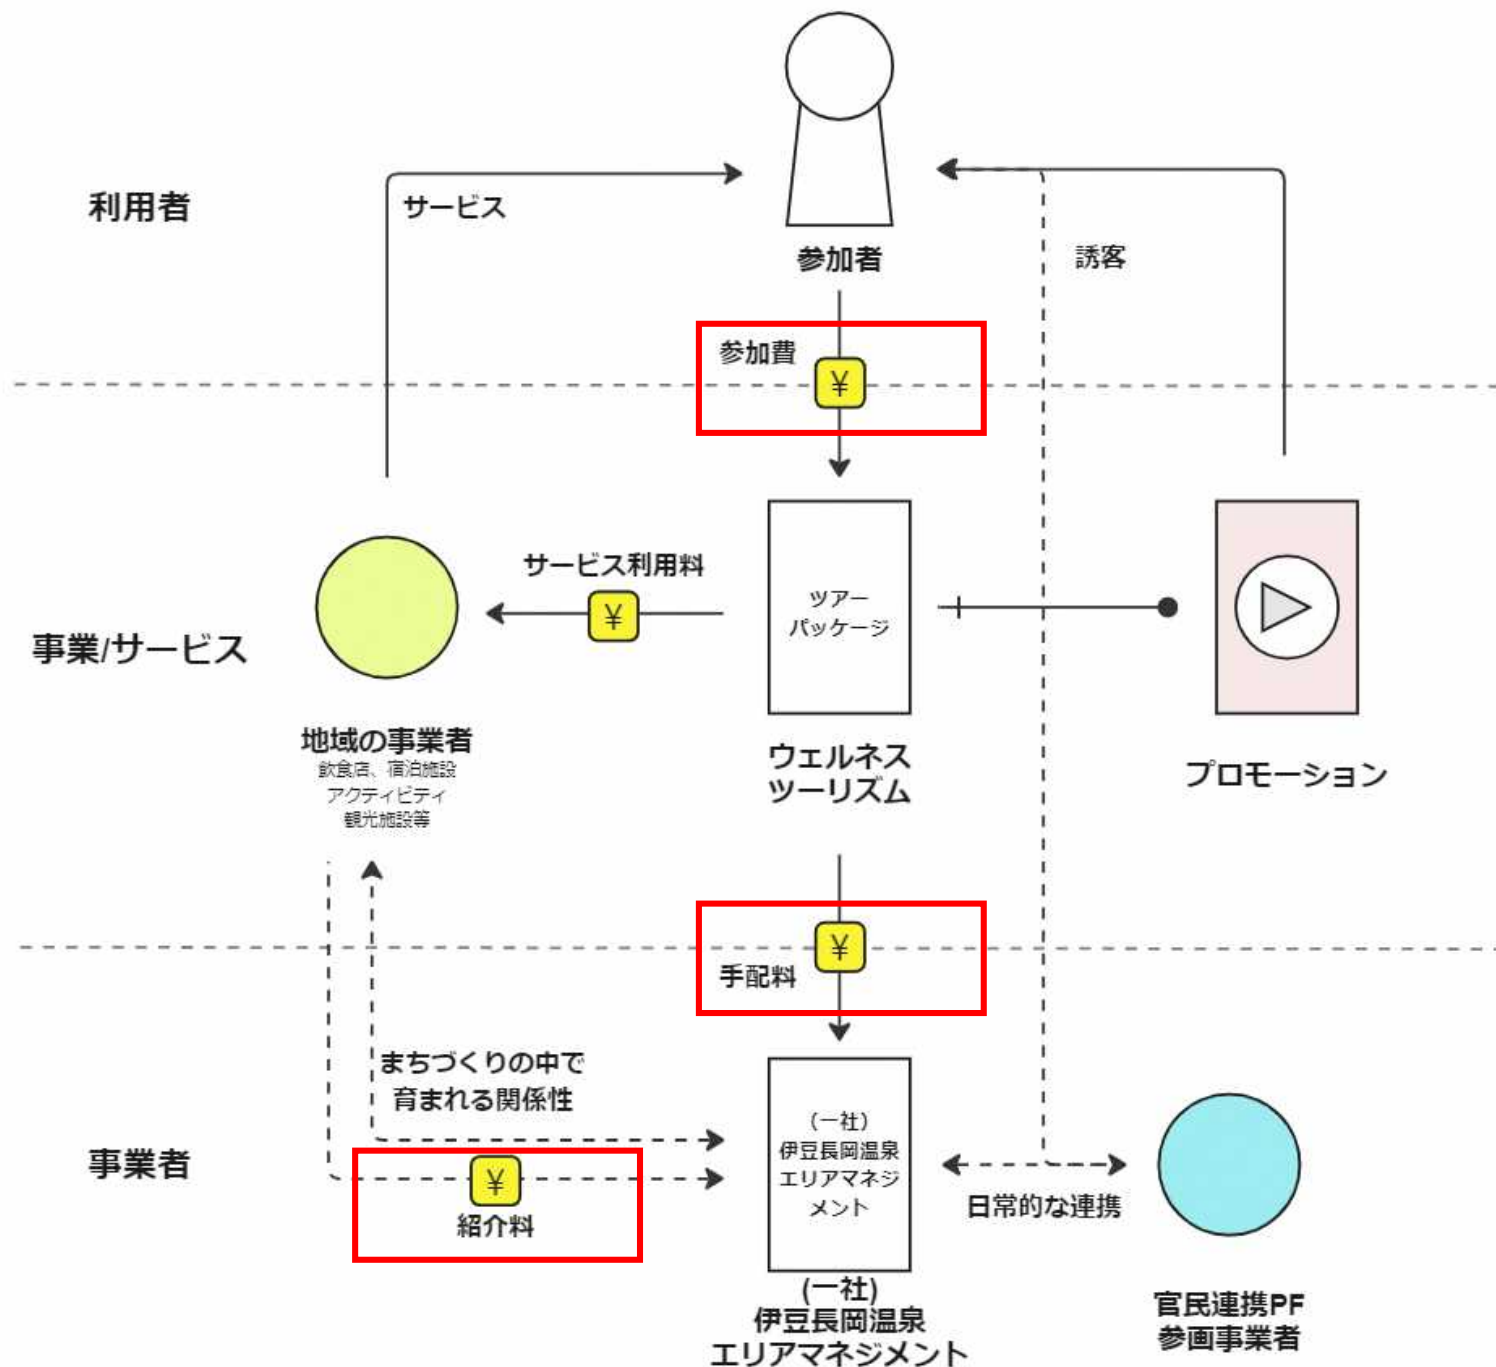 利用者
サービス
参加者
誘客
参加費
¥
サービス利用料
¥
ツアー
パッケージ
事業/サービス
地域の事業者
飲食店、宿泊施設
アクティビティ
観光施設等
ウェルネス
ツーリズム
プロモーション
¥
手配料
まちづくりの中で
育まれる関係性
事業者
¥
紹介料
(一社)
伊豆長岡温泉
エリアマネジ
メント
日常的な連携
(一社)
伊豆長岡温泉
エリアマネジメント
官民連携PF
参画事業者